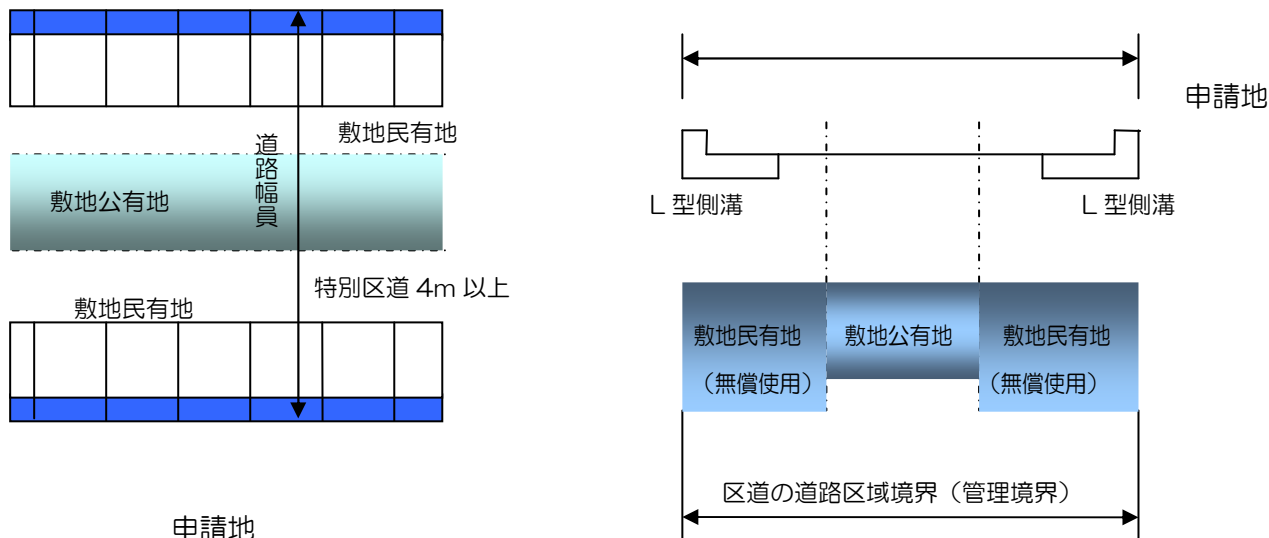 敷地民有地
道路幅員
敷地公有地
特別区道 4m 以上
敷地民有地
申請地
申請地
L 型側溝
L 型側溝
敷地民有地
（無償使用）
敷地公有地
敷地民有地
（無償使用）
区道の道路区域境界（管理境界）